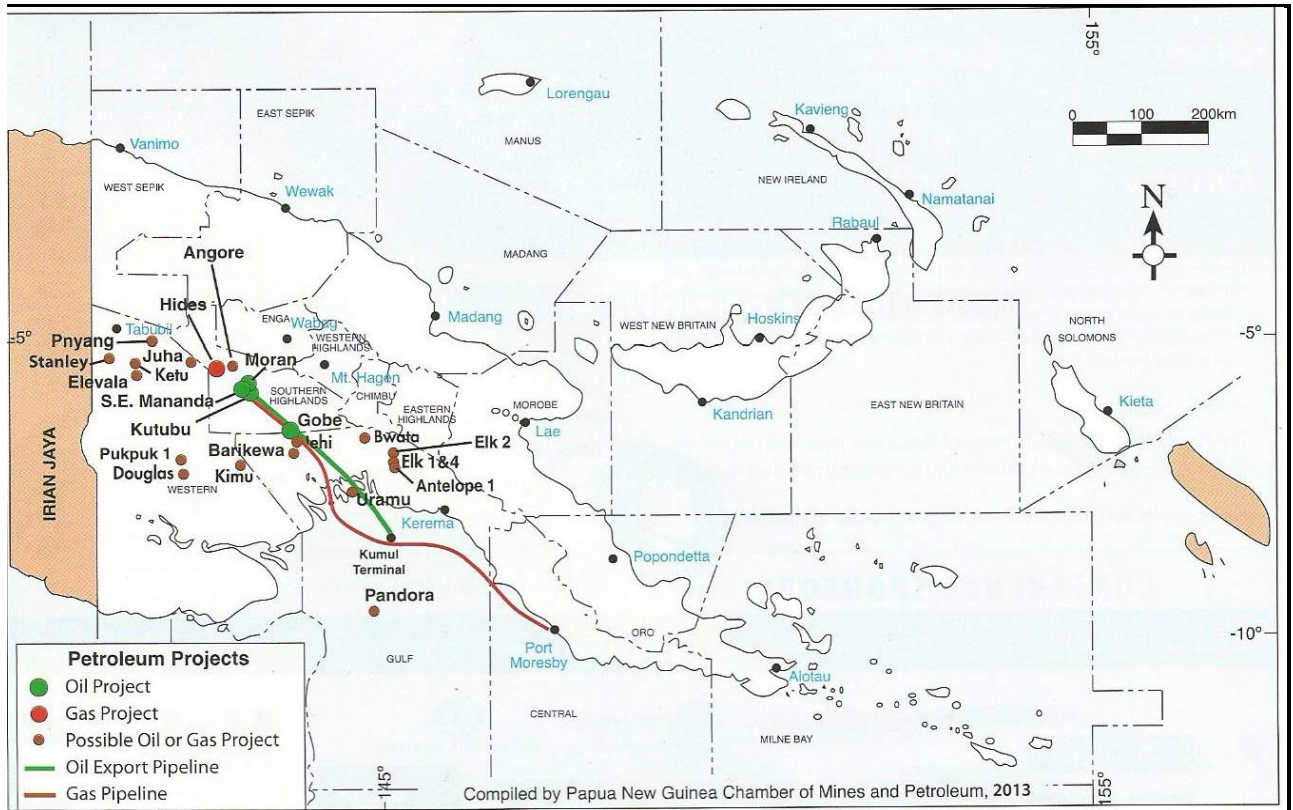 155°
Lorengau
Kavieng
0 100 200km
EAST SEPIK
MANUS
Vanimo
NEW IRELAND
WEST SEPIK
Wewak
N
Namatanai
Rabaul
Angore
MADANG
Hides
ENGA
Wabag
Madang
WEST NEW BRITAIN
Hoskins
NORTH
SOLOMONS
Tabubil
-5°
-5°
Pnyang
WESTERN
HIGHLANDS
Stanley
Juha
Moran
Ketu
Mt. Hagen
Elevala
SOUTHERN
HIGHLANDS
CHIMBU
S.E. Mananda
EASTERN
HIGHLANDS
MOROBE
Kandrian
EAST NEW BRITAIN
Kieta
Kutubu
Gobe
Lae
Iehi
Bwata
Elk 2
Barikewa
Pukpuk 1
Elk 1&4
Douglas
Kimu
Antelope 1
WESTERN
Uramu
IRIAN JAYA
Kerema
Kumul
Terminal
Popondetta
Pandora
ORO
-10°
Port
Moresby
GULF
Alotau
CENTRAL
MILNE BAY
Petroleum Projects
Oil Project
Gas Project
Possible Oil or Gas Project
Oil Export Pipeline
Gas Pipeline
145°
155°
Compiled by Papua New Guinea Chamber of Mines and Petroleum, 2013